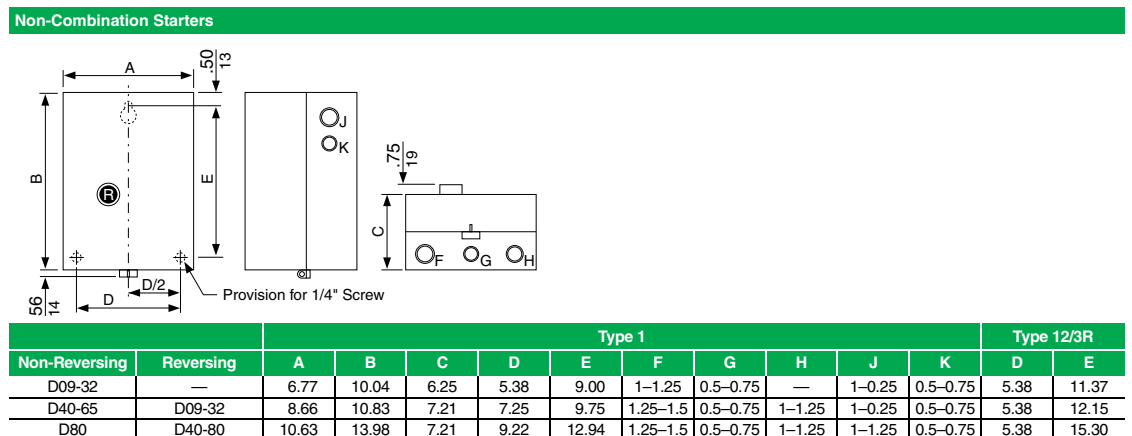 Non-Combination Starters
A
.50
13
B
E
R
D/2
D
56
14
Provision for 1/4" Screw
J
K
.75
19
C
F
G
H
Type 1 Type 12/3R
Non-Reversing Reversing A B C D E F G H J K D E
D09-32 — 6.77 10.04 6.25 5.38 9.00 1–1.25 0.5–0.75 — 1–0.25 0.5–0.75 5.38 11.37
D40-65 D09-32 8.66 10.83 7.21 7.25 9.75 1.25–1.5 0.5–0.75 1–1.25 1–0.25 0.5–0.75 5.38 12.15
D80 D40-80 10.63 13.98 7.21 9.22 12.94 1.25–1.5 0.5–0.75 1–1.25 1–1.25 0.5–0.75 5.38 15.30